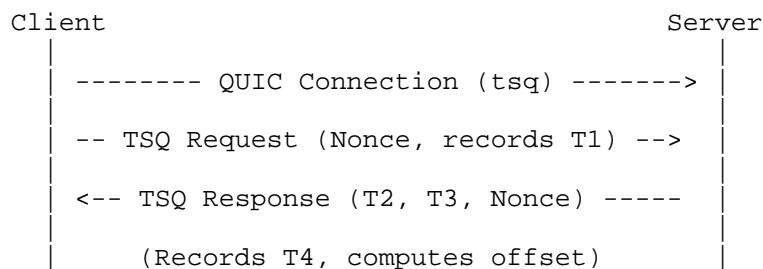 Client Server
| |
| -------- QUIC Connection (tsq) -------> |
| |
| -- TSQ Request (Nonce, records T1) --> |
| |
| <-- TSQ Response (T2, T3, Nonce) ----- |
| |
| (Records T4, computes offset) |